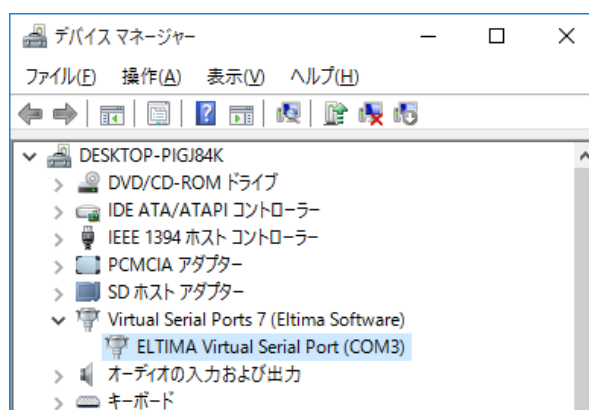 デバイス マネージャー
ファイル(F) 操作(A) 表示(V) ヘルプ(H)
DESKTOP-PIGJ84K
DVD/CD-ROM ドライブ
IDE ATA/ATAPI コントローラー
IEEE 1394 ホスト コントローラー
PCMCIA アダプター
SD ホスト アダプター
Virtual Serial Ports 7 (Eltima Software)
ELTIMA Virtual Serial Port (COM3)
オーディオの入力および出力
キーボード